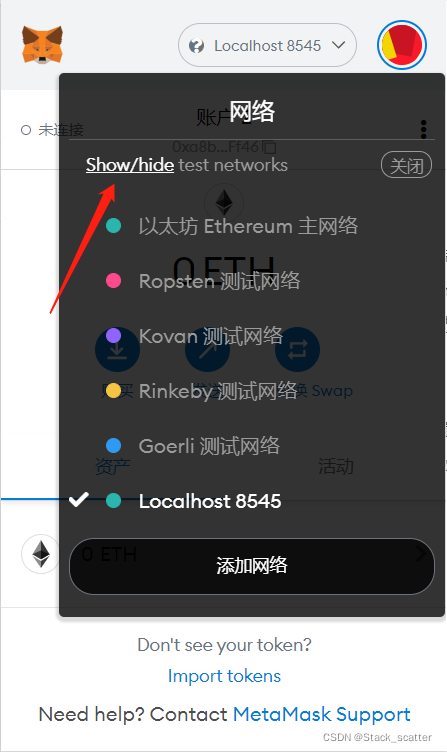 Localhost 8545
网络
未连接
账户
0xa8b...Ff46
Show/hide test networks
关闭
以太坊 Ethereum 主网络
0 ETH
Ropsten 测试网络
Kovan 测试网络
Rinkeby 测试网络
Swap
Goerli 测试网络
资产
活动
Localhost 8545
0 ETH
添加网络
Don't see your token?
Import tokens
Need help? Contact MetaMask Support
CSDN @Stack_scatter